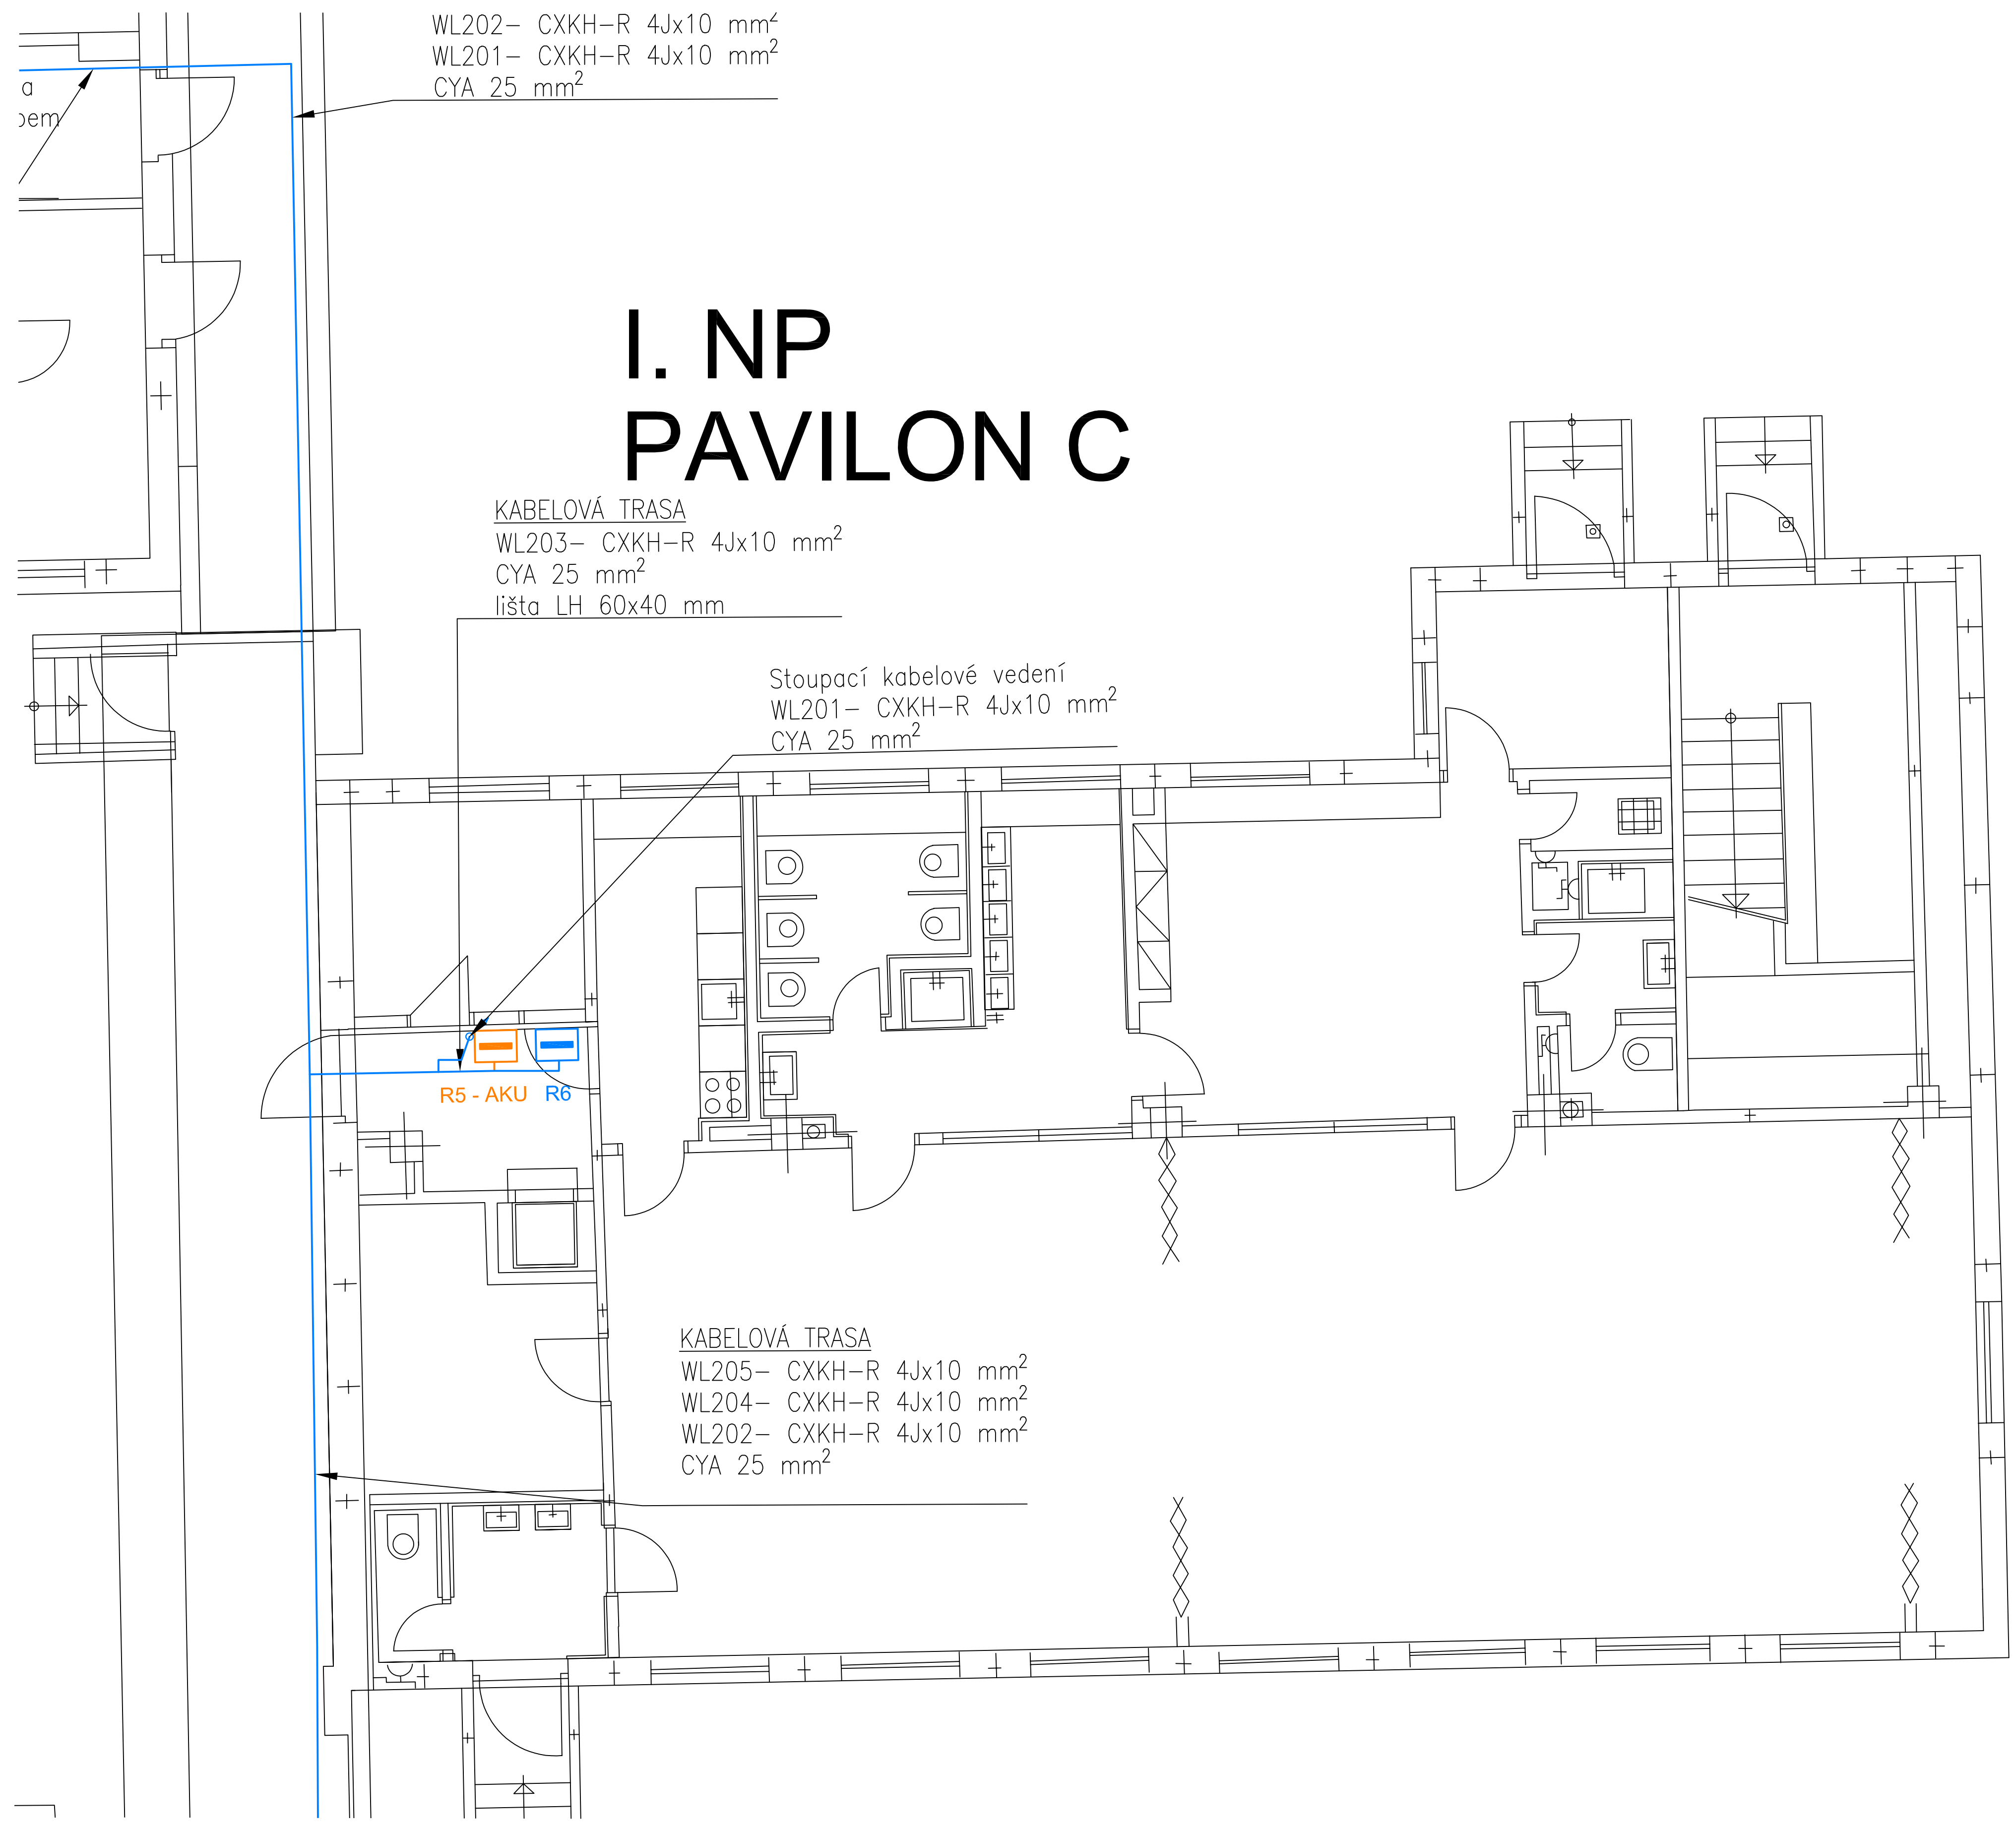 WL202- CXKH-R 4Jx10 mm²
WL201- CXKH-R 4Jx10 mm²
CYA 25 mm²
a
I. NP
PAVILON C
KABELOVÁ TRASA
WL203- CXKH-R 4Jx10 mm²
CYA 25 mm²
lišta LH 60x40 mm
Stoupací kabelové vedení
WL201- CXKH-R 4Jx10 mm²
CYA 25 mm²
R5 - AKU R6
KABELOVÁ TRASA
WL205- CXKH-R 4Jx10 mm²
WL204- CXKH-R 4Jx10 mm²
WL202- CXKH-R 4Jx10 mm²
CYA 25 mm²